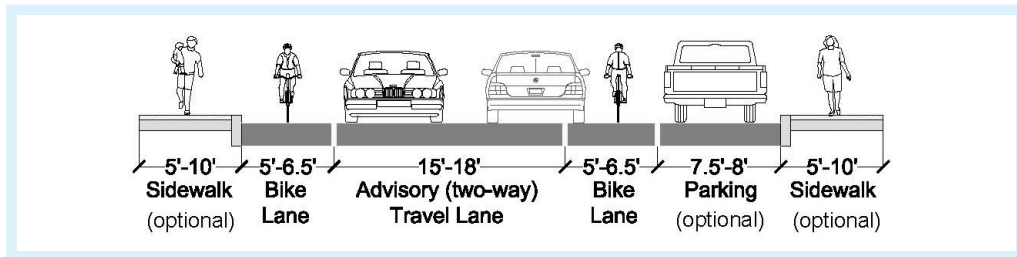 5'-10' 5'-6.5' 15'-18' 5'-6.5' 7.5'-8' 5'-10'
Sidewalk Bike Advisory (two-way) Bike Parking Sidewalk
(optional) Lane Travel Lane Lane (optional) (optional)